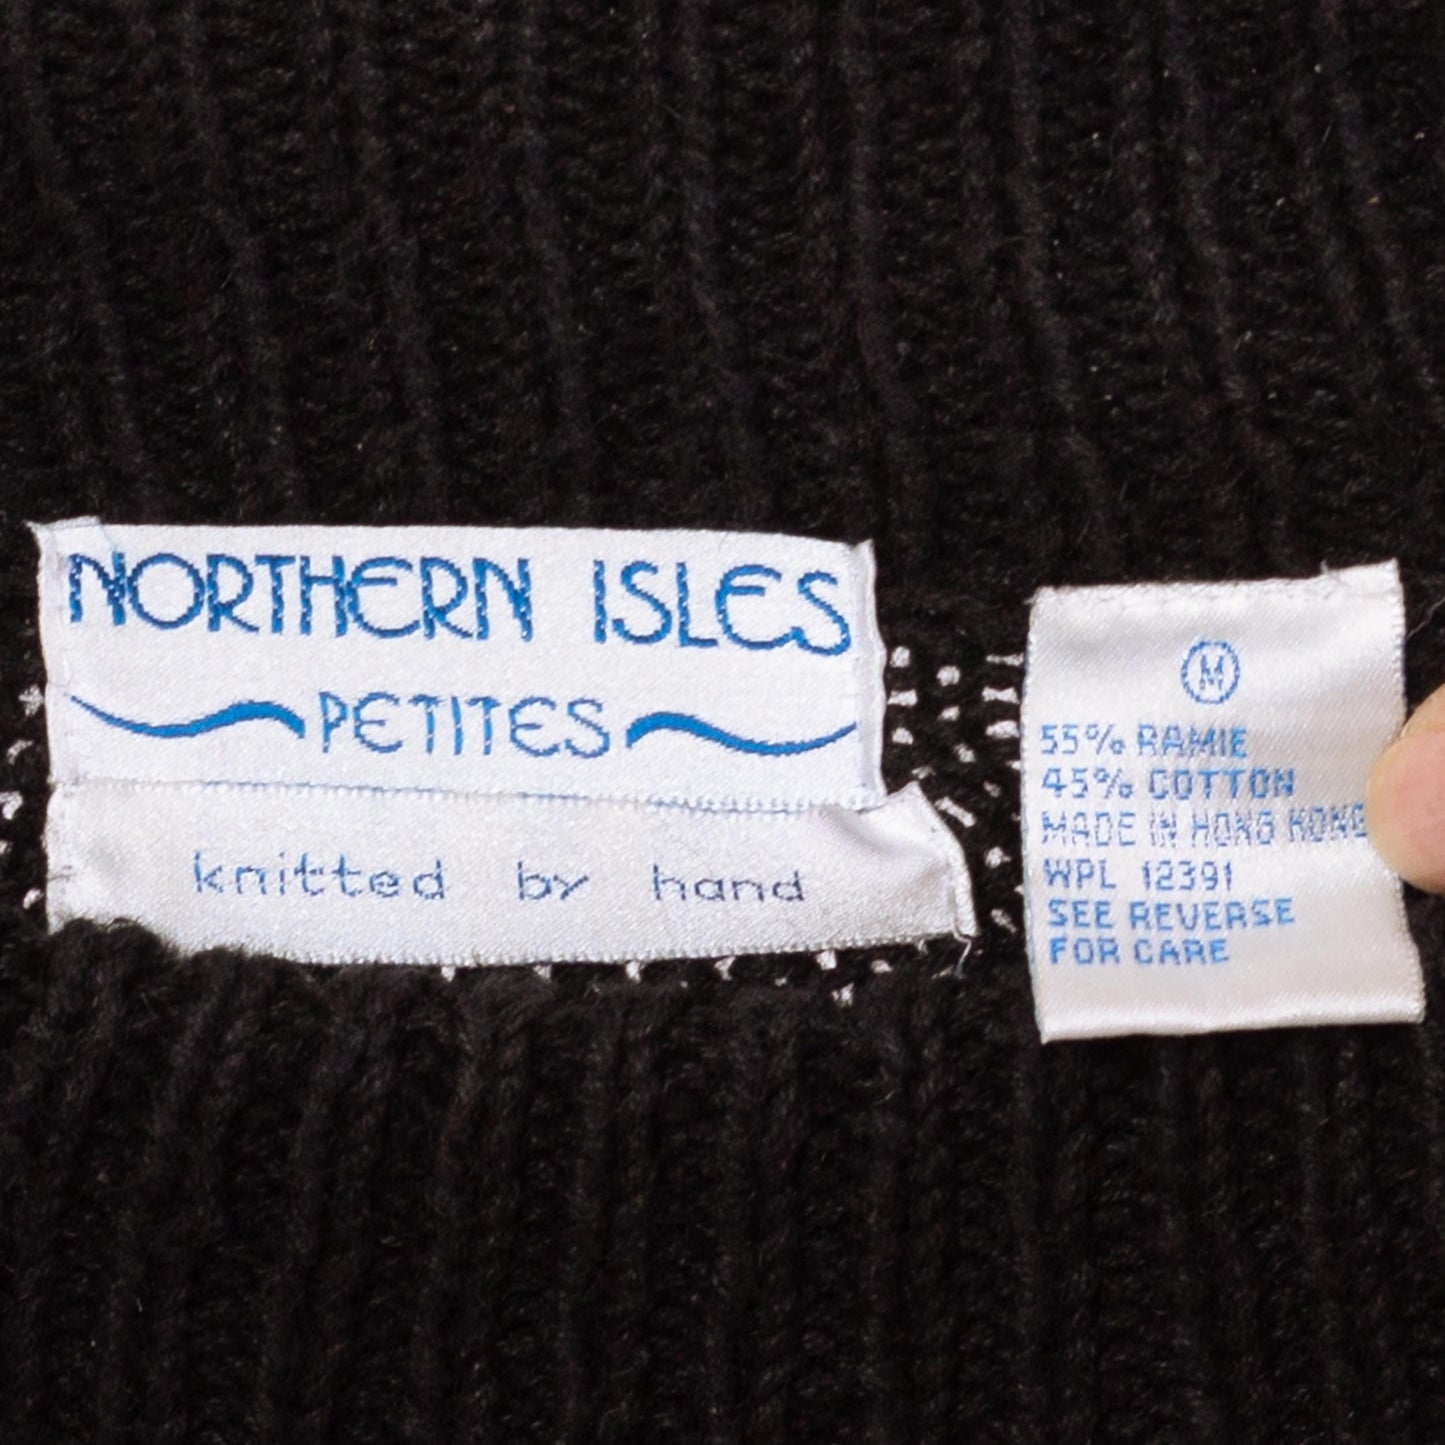 NORTHERN ISLES
PETITES
knitted by hand
M
55% RAMIE
45% COTTON
MADE IN HONG KONG
WPL 12391
SEE REVERSE
FOR CARE